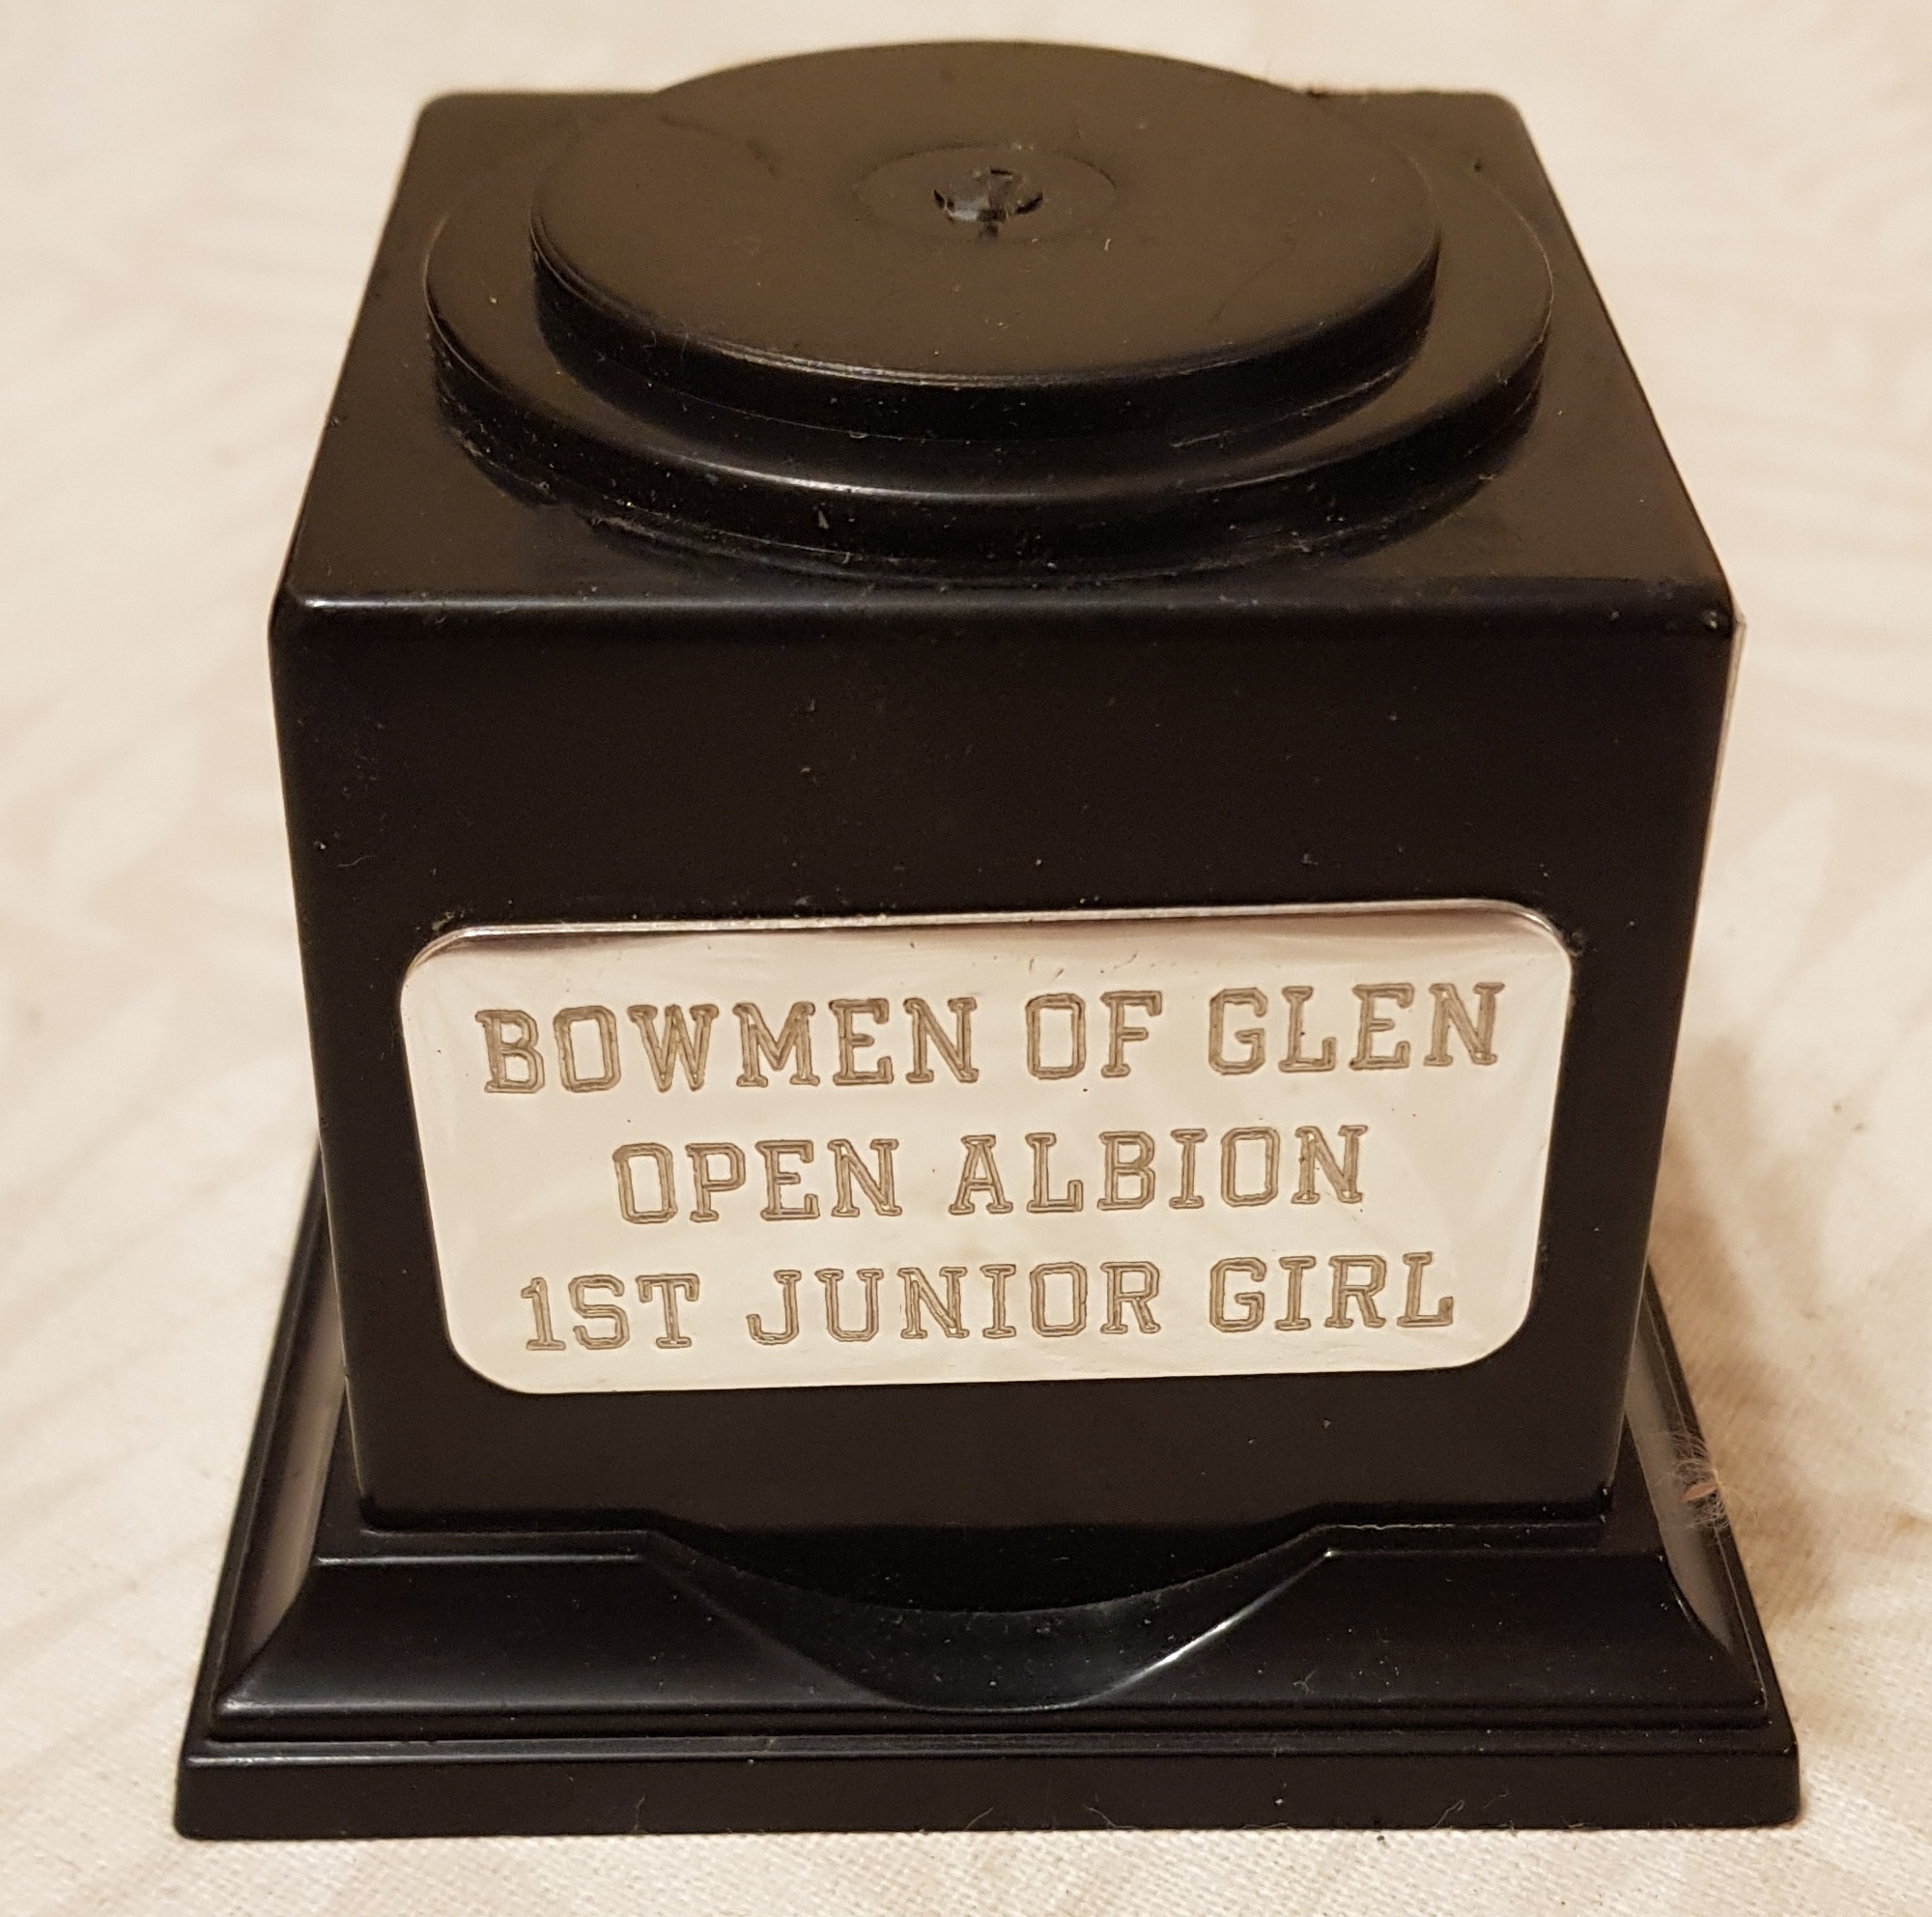 BOWMEN OF GLEN
OPEN ALBION
1ST JUNIOR GIRL